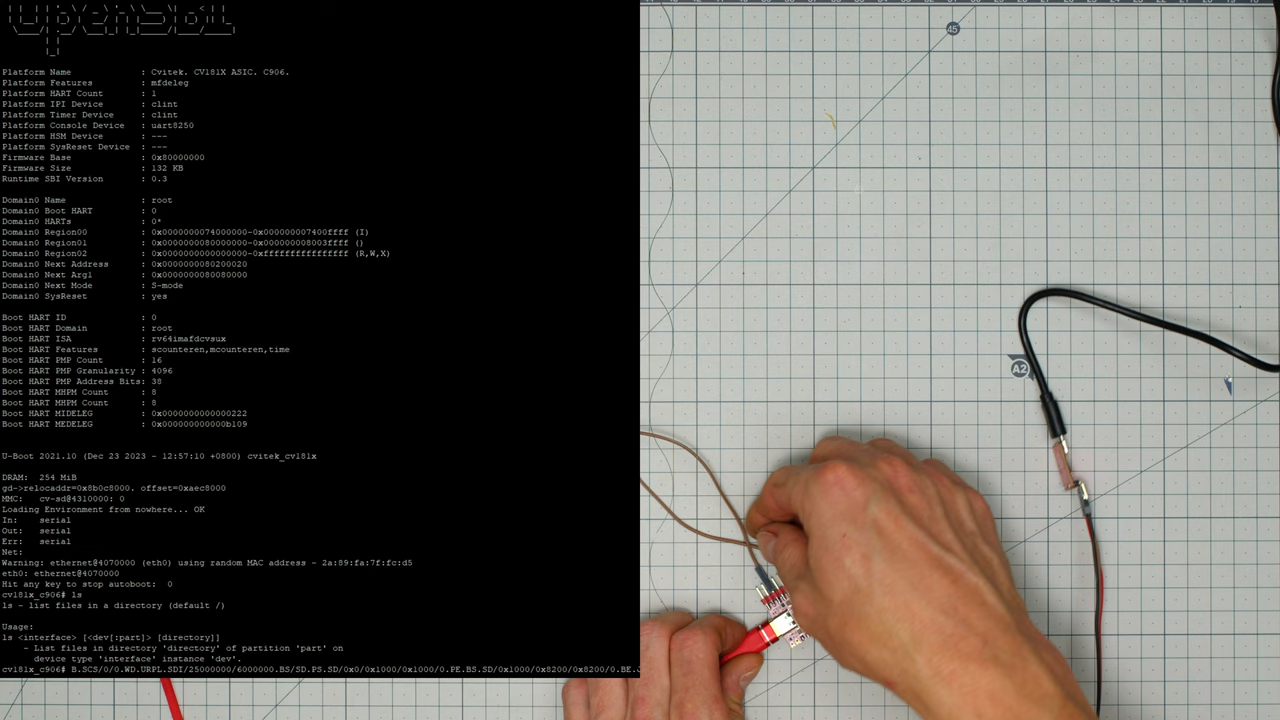 Platform Name : Cvitek. CV181X ASIC. C906.
Platform Features : mfdeleg
Platform HART Count : 1
Platform IPI Device : clint
Platform Timer Device : clint
Platform Console Device : uart8250
Platform HSM Device : ---
Platform SysReset Device : ---
Firmware Base : 0x80000000
Firmware Size : 132 KB
Runtime SBI Version : 0.3
Domain0 Name : root
Domain0 Boot HART : 0
Domain0 HARTs : 0*
Domain0 Region00 : 0x0000000074000000-0x000000007400ffff (I)
Domain0 Region01 : 0x0000000080000000-0x000000008003ffff ()
Domain0 Region02 : 0x0000000000000000-0xffffffffffffffff (R,W,X)
Domain0 Next Address : 0x0000000080200020
Domain0 Next Arg1 : 0x0000000080080000
Domain0 Next Mode : S-mode
Domain0 SysReset : yes
Boot HART ID : 0
Boot HART Domain : root
Boot HART ISA : rv64imafdcvsux
Boot HART Features : scounteren,mcounteren,time
Boot HART PMP Count : 16
Boot HART PMP Granularity : 4096
Boot HART PMP Address Bits: 38
Boot HART MHPM Count : 8
Boot HART MHPM Count : 8
Boot HART MIDELEG : 0x0000000000000222
Boot HART MEDELEG : 0x000000000000b109
U-Boot 2021.10 (Dec 23 2023 - 12:57:10 +0800) cvitek_cv181x
DRAM: 254 MiB
gd->relocaddr=0x8b0c8000. offset=0xaec8000
MMC: cv-sd@4310000: 0
Loading Environment from nowhere... OK
In: serial
Out: serial
Err: serial
Net:
Warning: ethernet@4070000 (eth0) using random MAC address - 2a:89:fa:7f:fc:d5
eth0: ethernet@4070000
Hit any key to stop autoboot: 0
cv181x_c906# ls
ls - list files in a directory (default /)
Usage:
ls <interface> [<dev[:part]> [directory]]
- List files in directory 'directory' of partition 'part' on
device type 'interface' instance 'dev'.
cv181x_c906# B.SCS/0/0.WD.URPL.SDI/25000000/6000000.BS/SD.PS.SD/0x0/0x1000/0x1000/0.PE.BS.SD/0x1000/0x8200/0x8200/0.BE.
45
A2